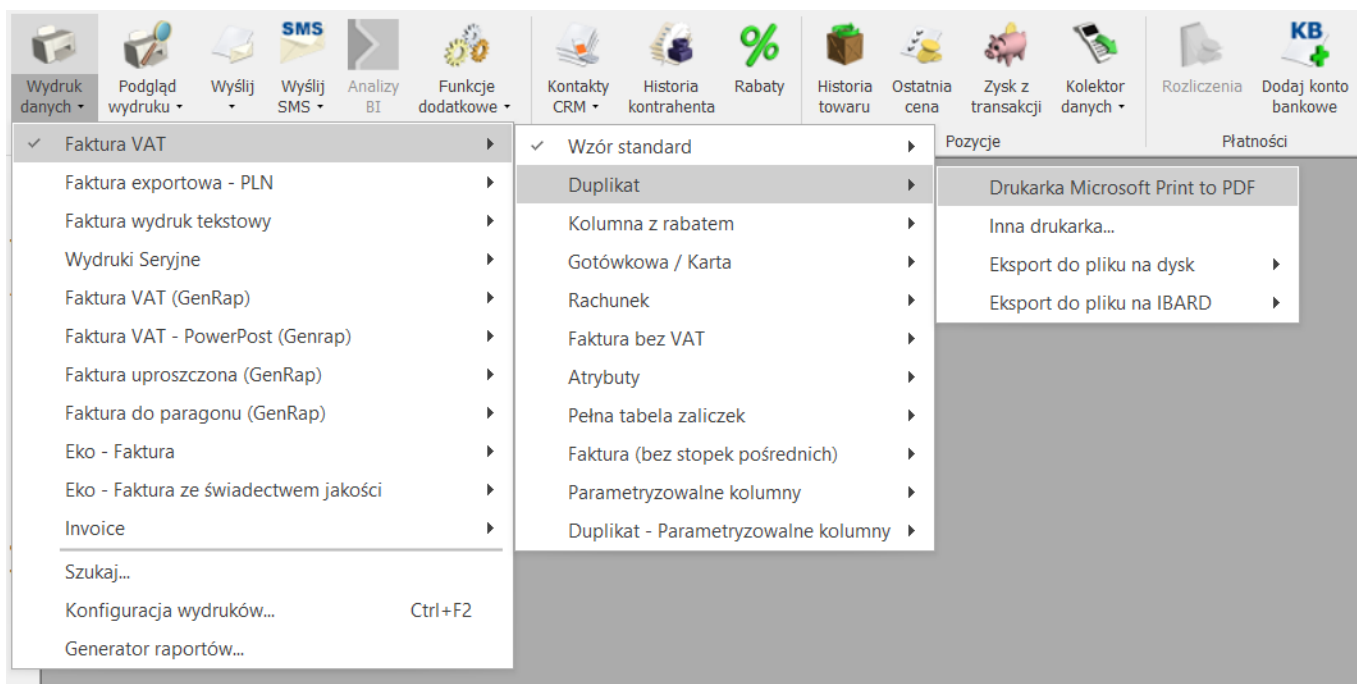 SMS
KB
Wydruk danych
Podgląd wydruku
Wyślij
Wyślij SMS
Analizy BI
Funkcje dodatkowe
Kontakty CRM
Historia kontrahenta
Rabaty
Historia towaru
Ostatnia cena
Zysk z transakcji
Kolektor danych
Rozliczenia
Dodaj konto bankowe
Pozycje
Płatności
Faktura VAT
Faktura exportowa - PLN
Faktura wydruk tekstowy
Wydruki Seryjne
Faktura VAT (GenRap)
Faktura VAT - PowerPost (Genrap)
Faktura uproszczona (GenRap)
Faktura do paragonu (GenRap)
Eko - Faktura
Eko - Faktura ze świadectwem jakości
Invoice
Szukaj...
Konfiguracja wydruków... Ctrl+F2
Generator raportów...
Wzór standard
Duplikat
Kolumna z rabatem
Gotówkowa / Karta
Rachunek
Faktura bez VAT
Atrybuty
Pełna tabela zaliczek
Faktura (bez stopek pośrednich)
Parametryzowalne kolumny
Duplikat - Parametryzowalne kolumny
Drukarka Microsoft Print to PDF
Inna drukarka...
Eksport do pliku na dysk
Eksport do pliku na IBARD